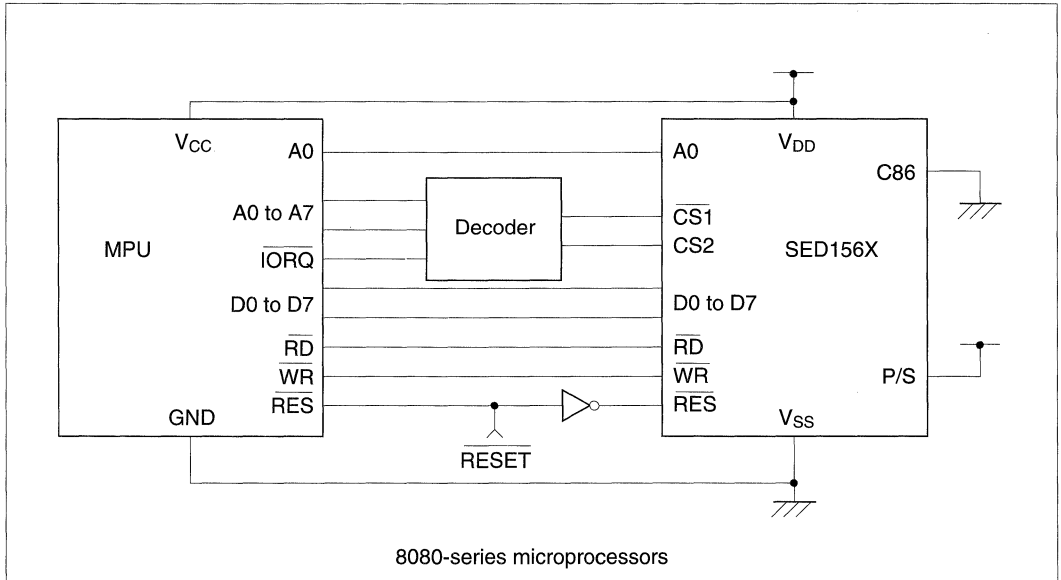 VCC
A0
A0 to A7
MPU
IORQ
D0 to D7
RD
WR
RES
GND
Decoder
RESET
VDD
A0
C86
CS1
CS2
SED156X
D0 to D7
RD
WR
P/S
RES
VSS
8080-series microprocessors